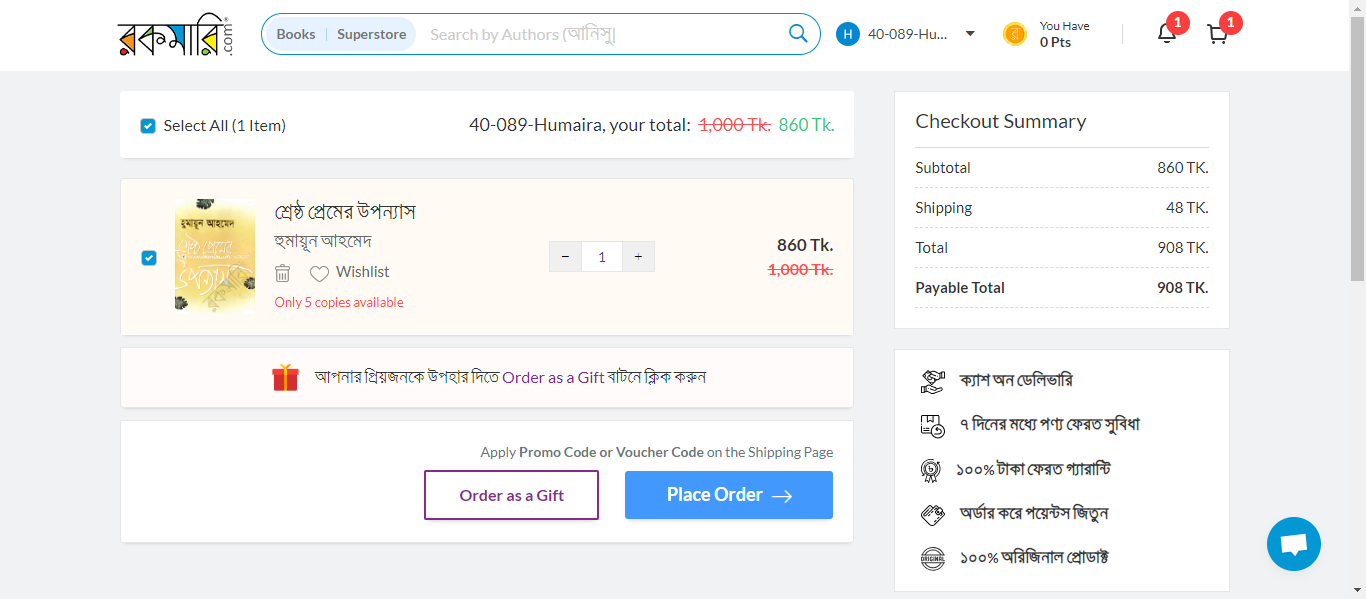 রকমারি.com
Books | Superstore
Search by Authors (আনিসু|
H 40-089-Hu...
You Have
0 Pts
1
1
Select All (1 Item)
40-089-Humaira, your total: 1,000 Tk. 860 Tk.
হুমায়ূন আহমেদ
শ্রেষ্ঠ প্রেমের
উপন্যাস
শ্রেষ্ঠ প্রেমের উপন্যাস
হুমায়ূন আহমেদ
Wishlist
Only 5 copies available
− 1 +
860 Tk.
1,000 Tk.
আপনার প্রিয়জনকে উপহার দিতে Order as a Gift বাটনে ক্লিক করুন
Apply Promo Code or Voucher Code on the Shipping Page
Order as a Gift
Place Order →
Checkout Summary
Subtotal 860 TK.
Shipping 48 TK.
Total 908 TK.
Payable Total 908 TK.
ক্যাশ অন ডেলিভারি
৭ দিনের মধ্যে পণ্য ফেরত সুবিধা
১০০% টাকা ফেরত গ্যারান্টি
অর্ডার করে পয়েন্টস জিতুন
ORIGINAL
১০০% অরিজিনাল প্রোডাক্ট